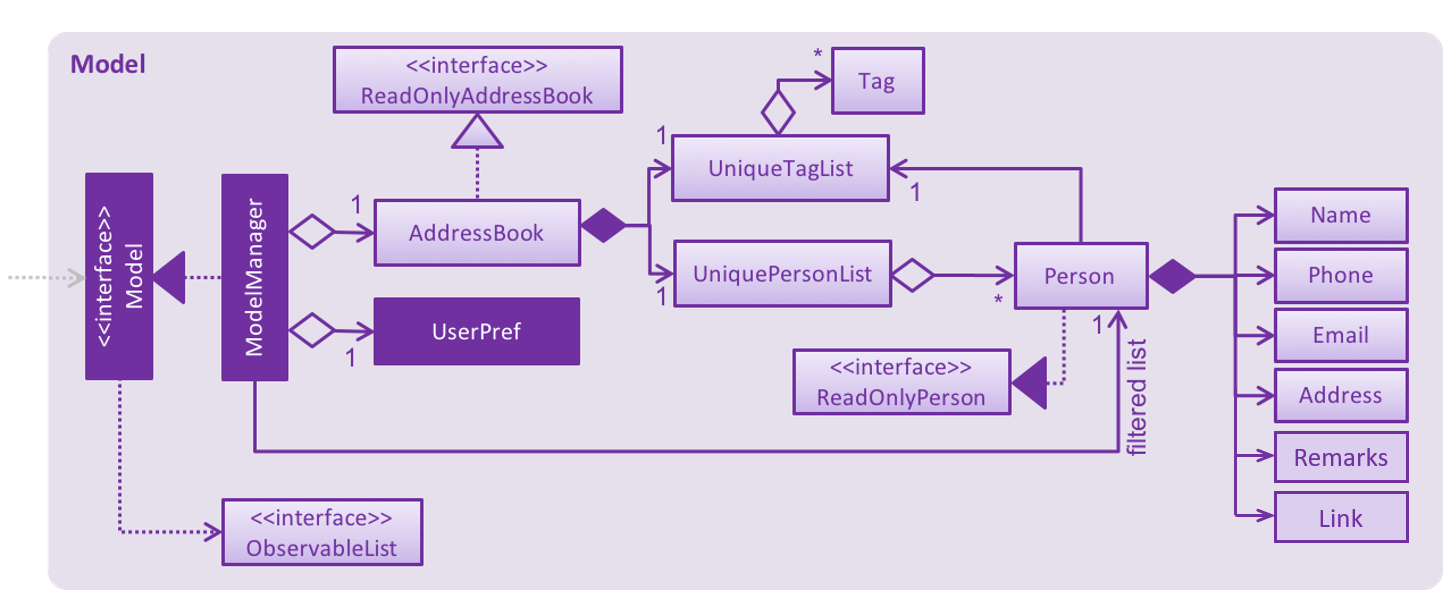 Model
<<interface>>
ReadOnlyAddressBook
*
Tag
1
UniqueTagList
1
<<interface>>
Model
ModelManager
1
AddressBook
UniquePersonList
1
*
Person
Name
Phone
Email
Address
Remarks
Link
1
UserPref
<<interface>>
ReadOnlyPerson
1
filtered list
<<interface>>
ObservableList